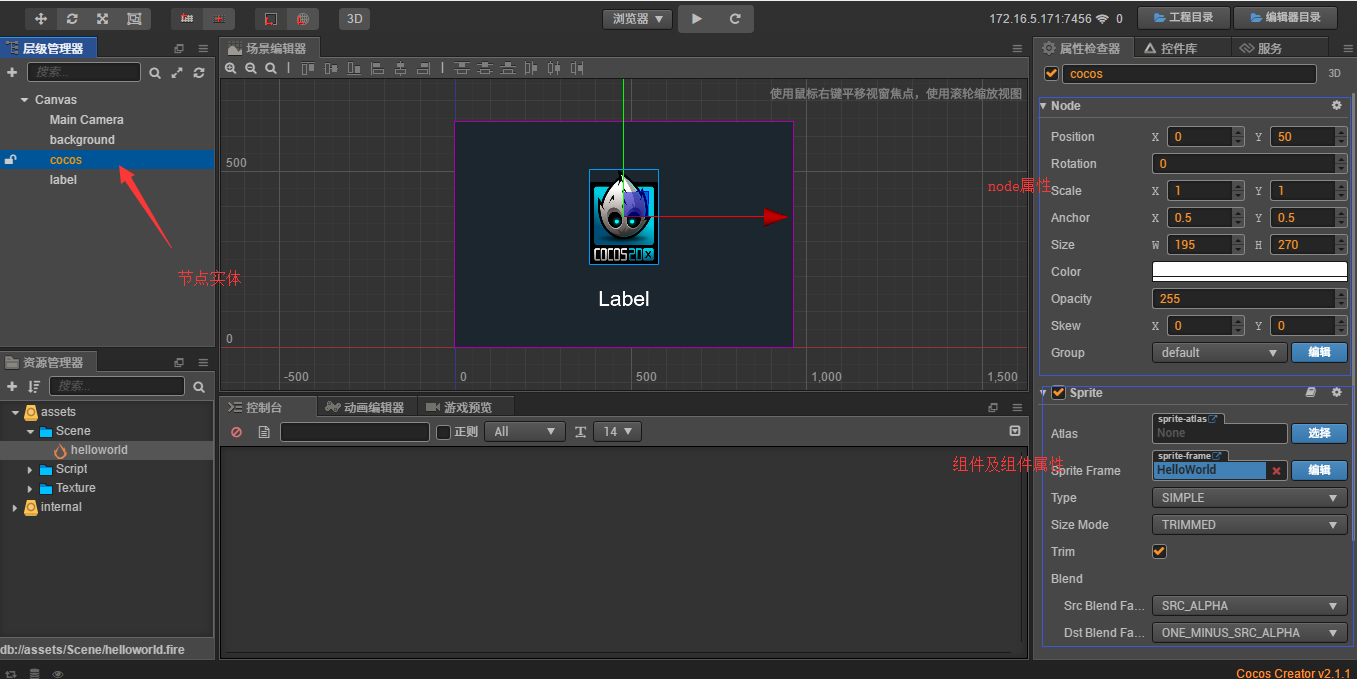 3D 浏览器 172.16.5.171:7456 0 工程目录 编辑器目录
层级管理器
搜索...
Canvas
Main Camera
background
cocos
label
节点实体
资源管理器
搜索...
assets
Scene
helloworld
Script
Texture
internal
db://assets/Scene/helloworld.fire
场景编辑器
使用鼠标右键平移视窗焦点，使用滚轮缩放视图
500
0
-500 0 500 1,000 1,500
COCOS2DX
Label
node属性
控制台 动画编辑器 游戏预览
正则 All 14
组件及组件属性
属性检查器 控件库 服务
cocos 3D
Node
Position X 0 Y 50
Rotation 0
Scale X 1 Y 1
Anchor X 0.5 Y 0.5
Size W 195 H 270
Color
Opacity 255
Skew X 0 Y 0
Group default 编辑
Sprite
sprite-atlas
Atlas None 选择
sprite-frame
Sprite Frame HelloWorld 编辑
Type SIMPLE
Size Mode TRIMMED
Trim
Blend
Src Blend Fa... SRC_ALPHA
Dst Blend Fa... ONE_MINUS_SRC_ALPHA
Cocos Creator v2.1.1